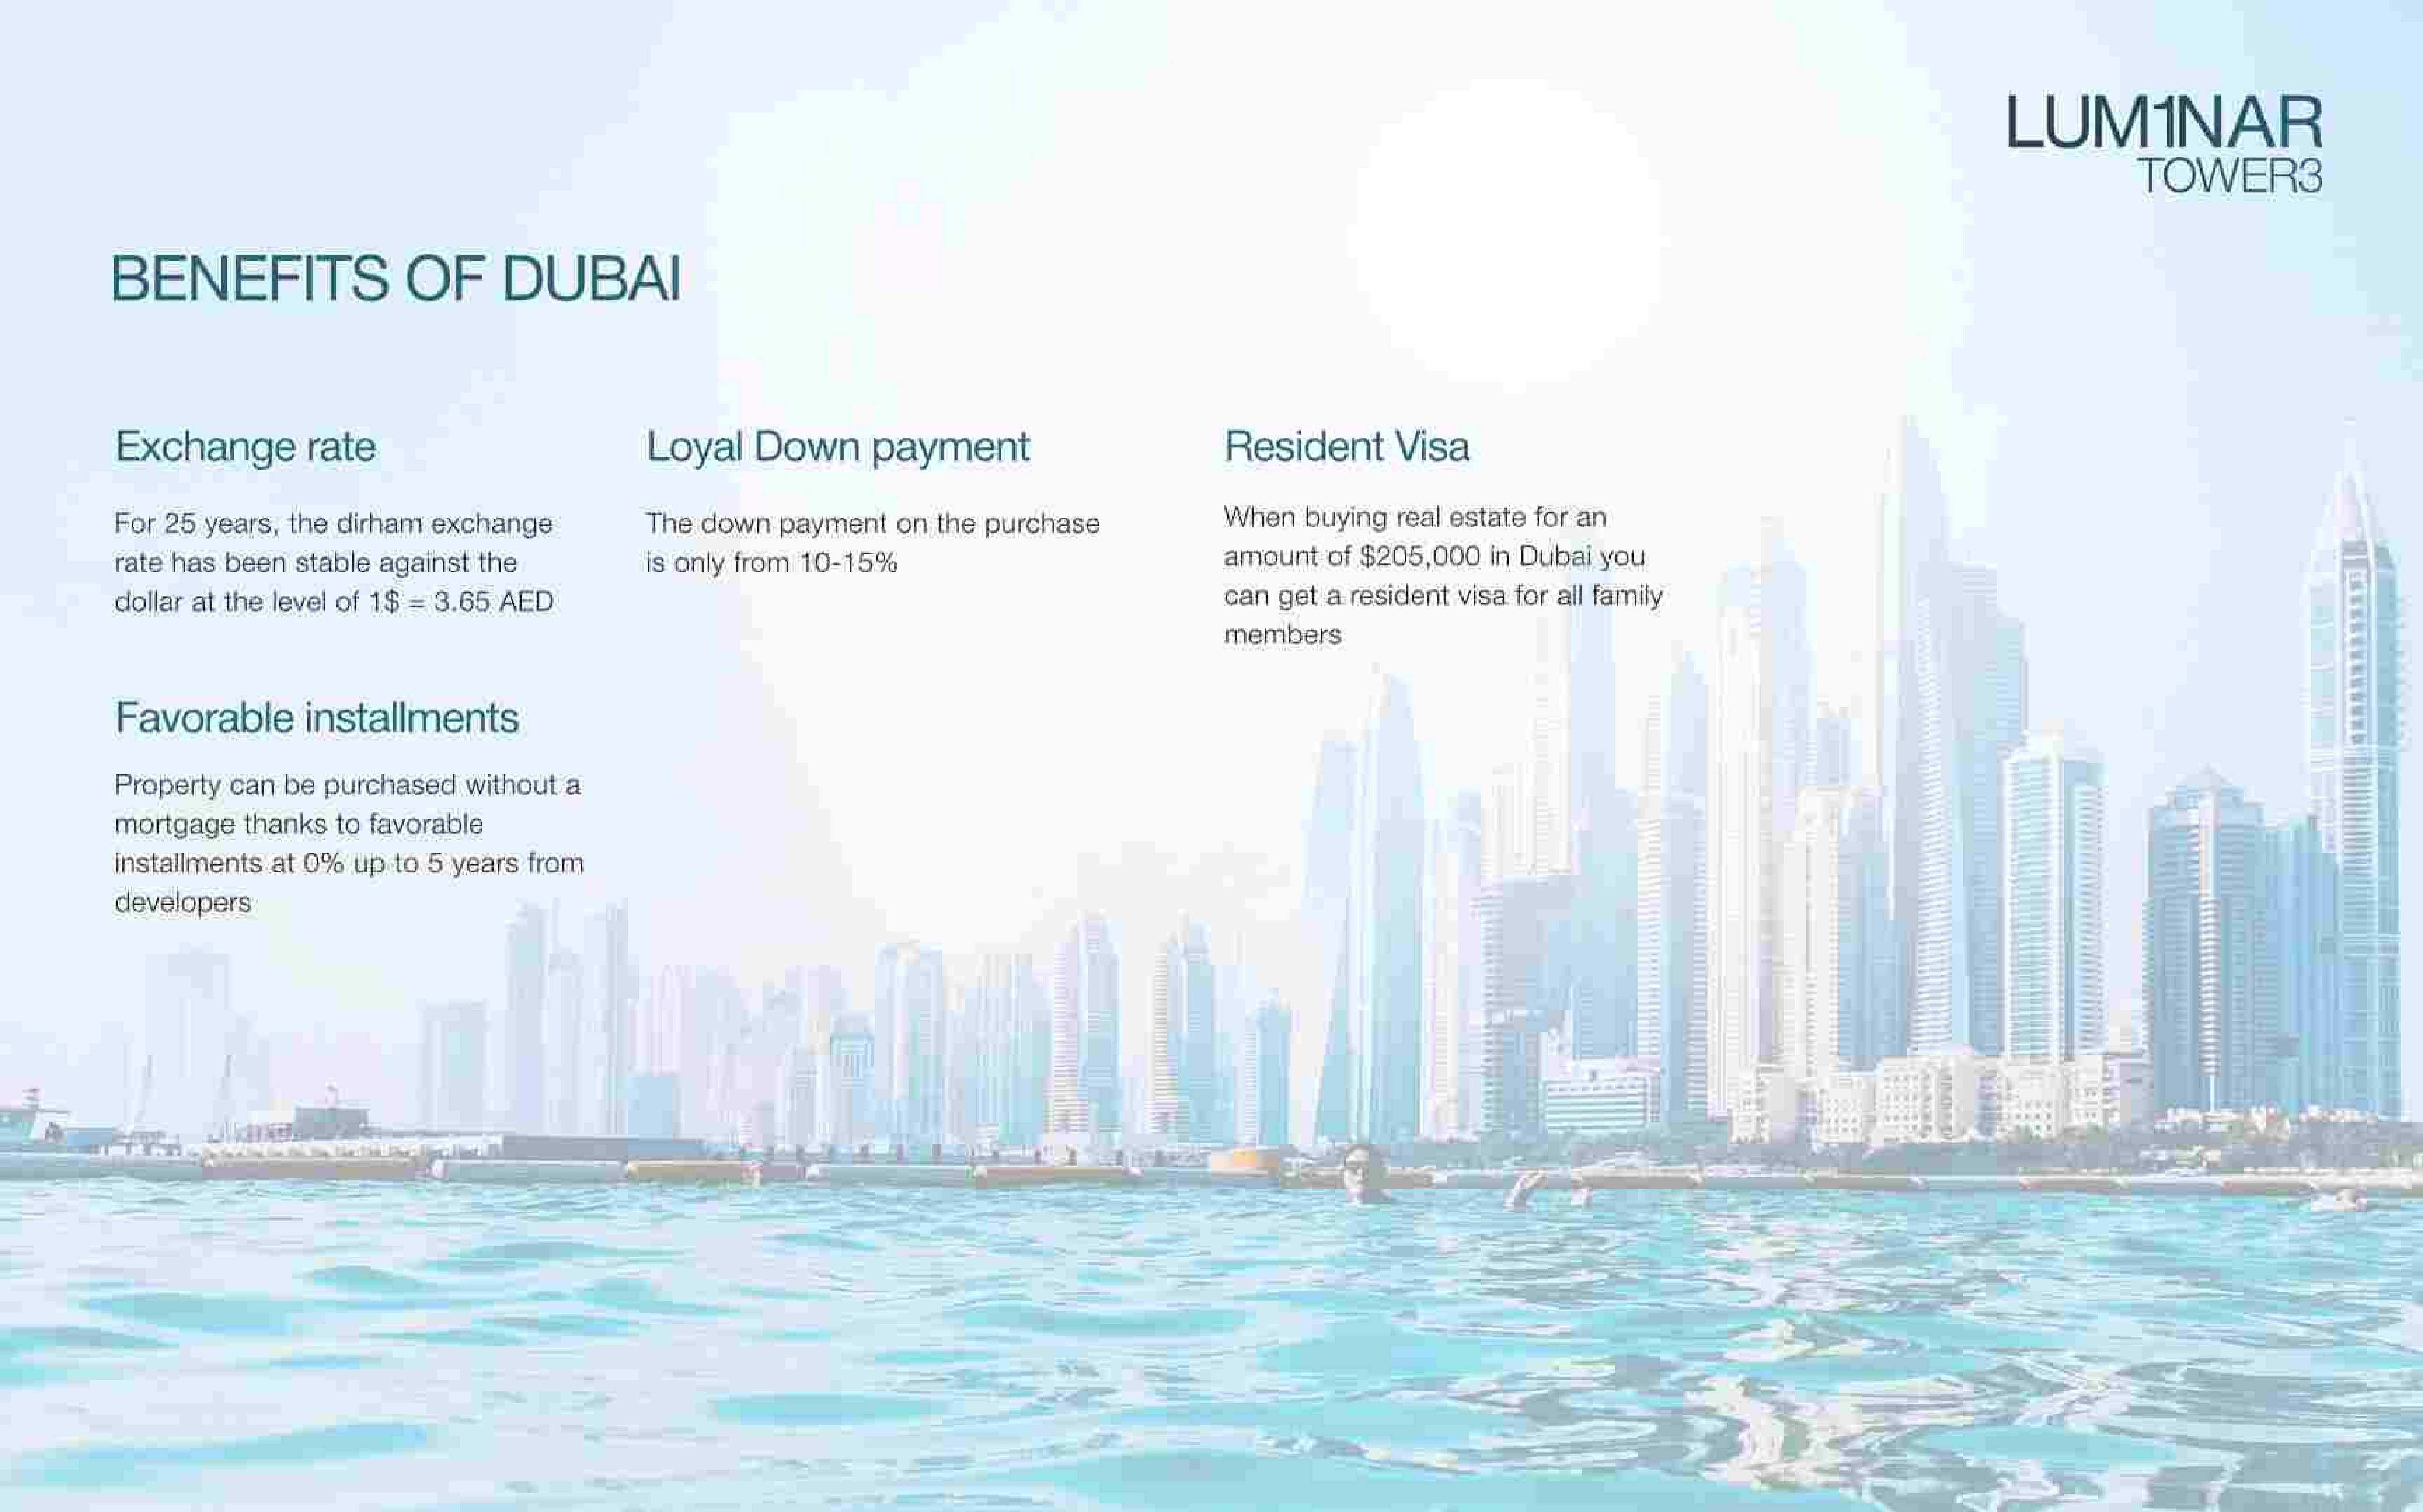 LUM1NAR
TOWER3
BENEFITS OF DUBAI
Exchange rate
For 25 years, the dirham exchange
rate has been stable against the
dollar at the level of 1$ = 3.65 AED
Loyal Down payment
The down payment on the purchase
is only from 10-15%
Resident Visa
When buying real estate for an
amount of $205,000 in Dubai you
can get a resident visa for all family
members
Favorable installments
Property can be purchased without a
mortgage thanks to favorable
installments at 0% up to 5 years from
developers